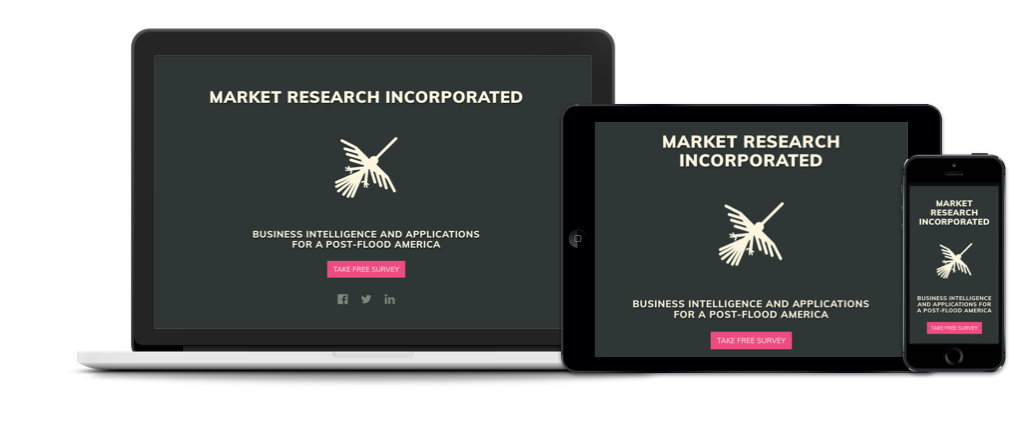 MARKET RESEARCH INCORPORATED
BUSINESS INTELLIGENCE AND APPLICATIONS
FOR A POST-FLOOD AMERICA
TAKE FREE SURVEY
MARKET RESEARCH
INCORPORATED
BUSINESS INTELLIGENCE AND APPLICATIONS
FOR A POST-FLOOD AMERICA
TAKE FREE SURVEY
MARKET
RESEARCH
INCORPORATED
BUSINESS INTELLIGENCE
AND APPLICATIONS FOR
A POST-FLOOD AMERICA
TAKE FREE SURVEY